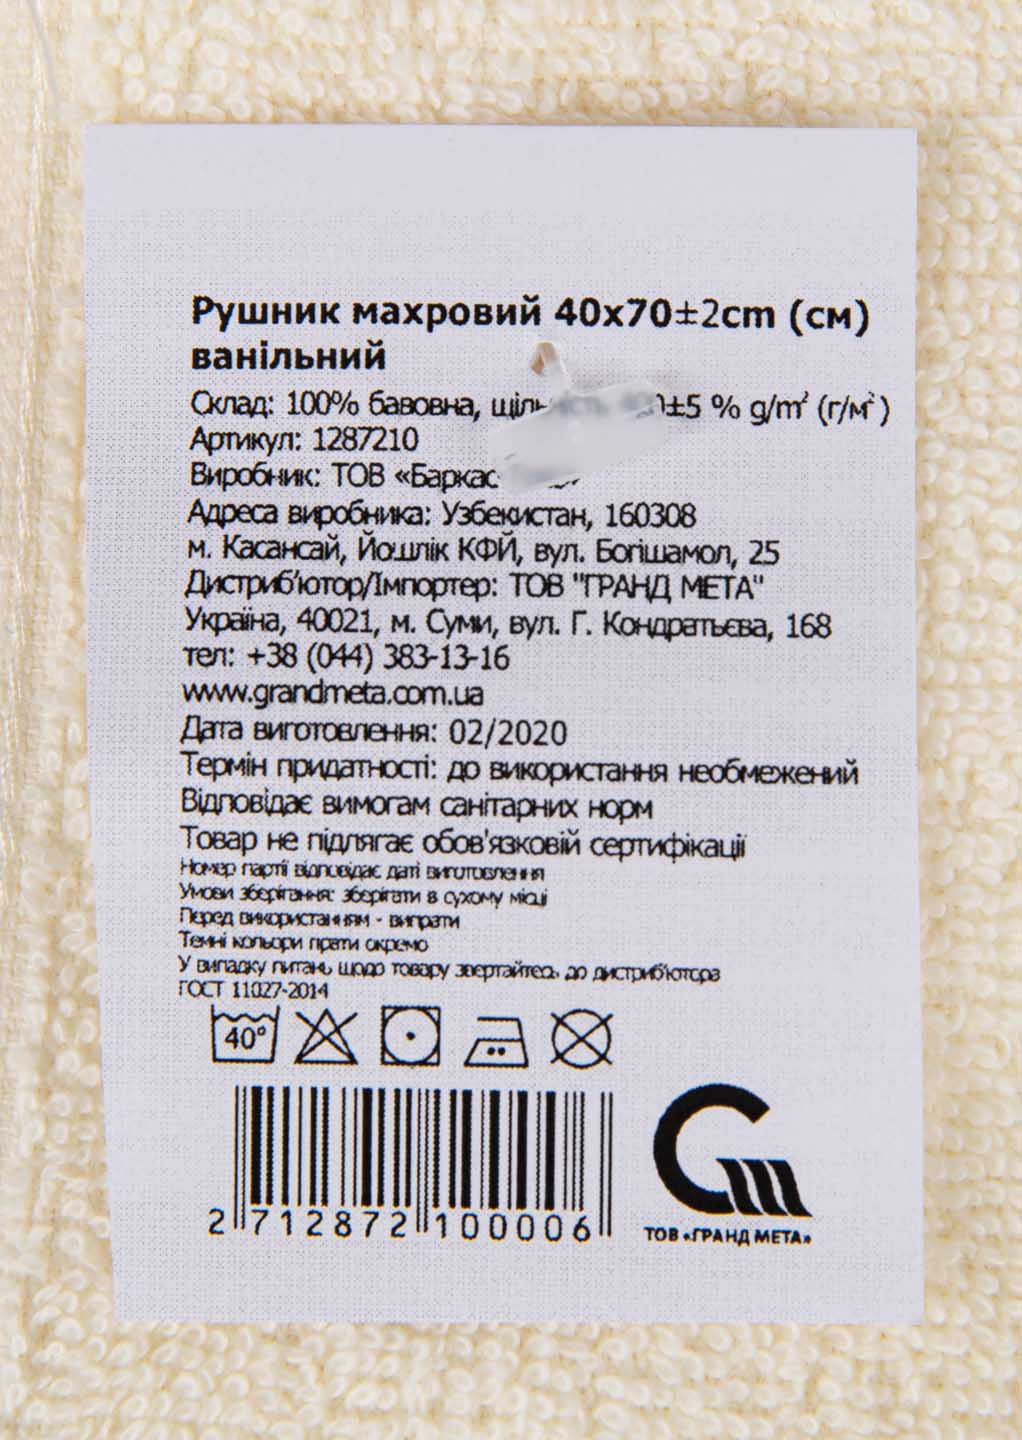 Рушник махровий 40х70±2cm (см)
ванільний
Склад: 100% бавовна, ±5 % g/m² (г/м²)
Артикул: 1287210
Виробник: ТОВ «Баркас
Адреса виробника: Узбекистан, 160308
м. Касансай, Йошлік КФЙ, вул. Богішамол, 25
Дистриб'ютор/Імпортер: ТОВ "ГРАНД МЕТА"
Україна, 40021, м. Суми, вул. Г. Кондратьєва, 168
тел: +38 (044) 383-13-16
www.grandmeta.com.ua
Дата виготовлення: 02/2020
Термін придатності: до використання необмежений
Відповідає вимогам санітарних норм
Товар не підлягає обов'язковій сертифікації
Номер партії відповідає даті виготовлення
Умови зберігання: зберігати в сухому місці
Перед використанням - випрати
Темні кольори прати окремо
У випадку питань щодо товару звертайтесь до дистриб'ютора
ГОСТ 11027-2014
40°
2 712872 100006
ТОВ «ГРАНД МЕТА»